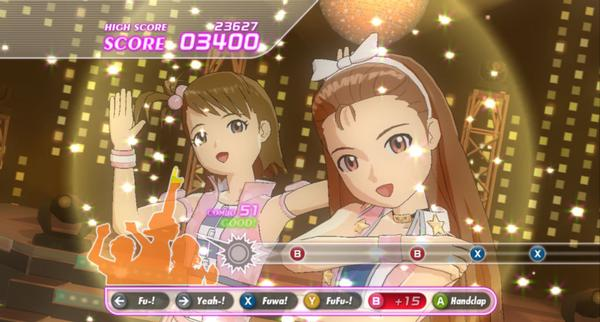 HIGH SCORE 23627
SCORE 03400
COMBO 51
GOOD
B B X X
Fu-! Yeah-! X Fuwa! Y FuFu-! B +15 A Handclap